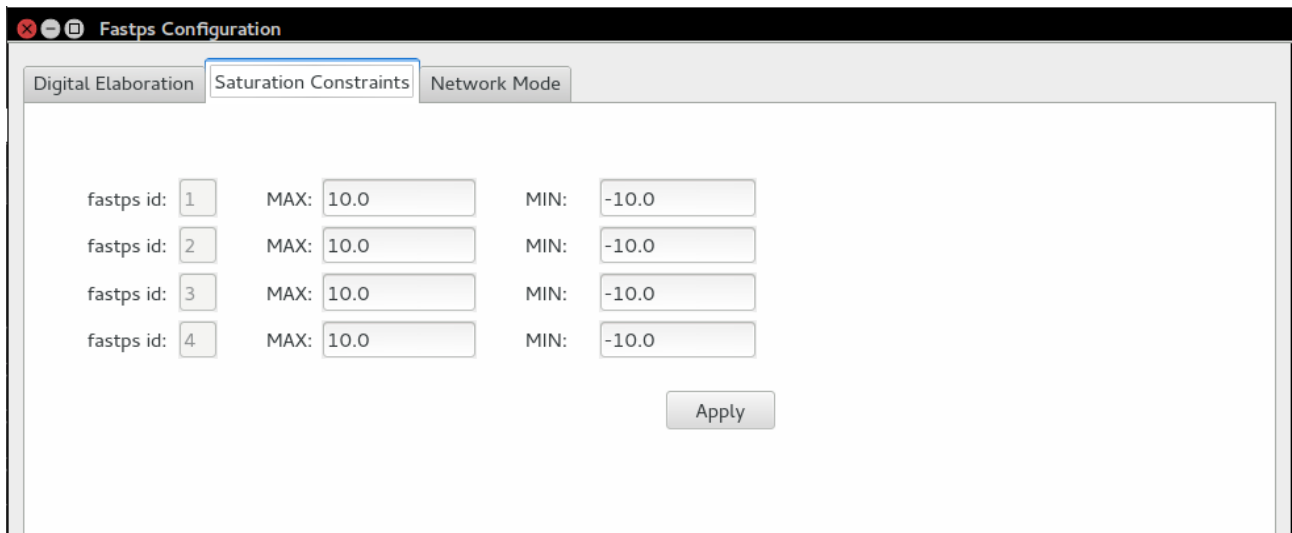 Fastps Configuration
Digital Elaboration Saturation Constraints Network Mode
fastps id: 1 MAX: 10.0 MIN: -10.0
fastps id: 2 MAX: 10.0 MIN: -10.0
fastps id: 3 MAX: 10.0 MIN: -10.0
fastps id: 4 MAX: 10.0 MIN: -10.0
Apply